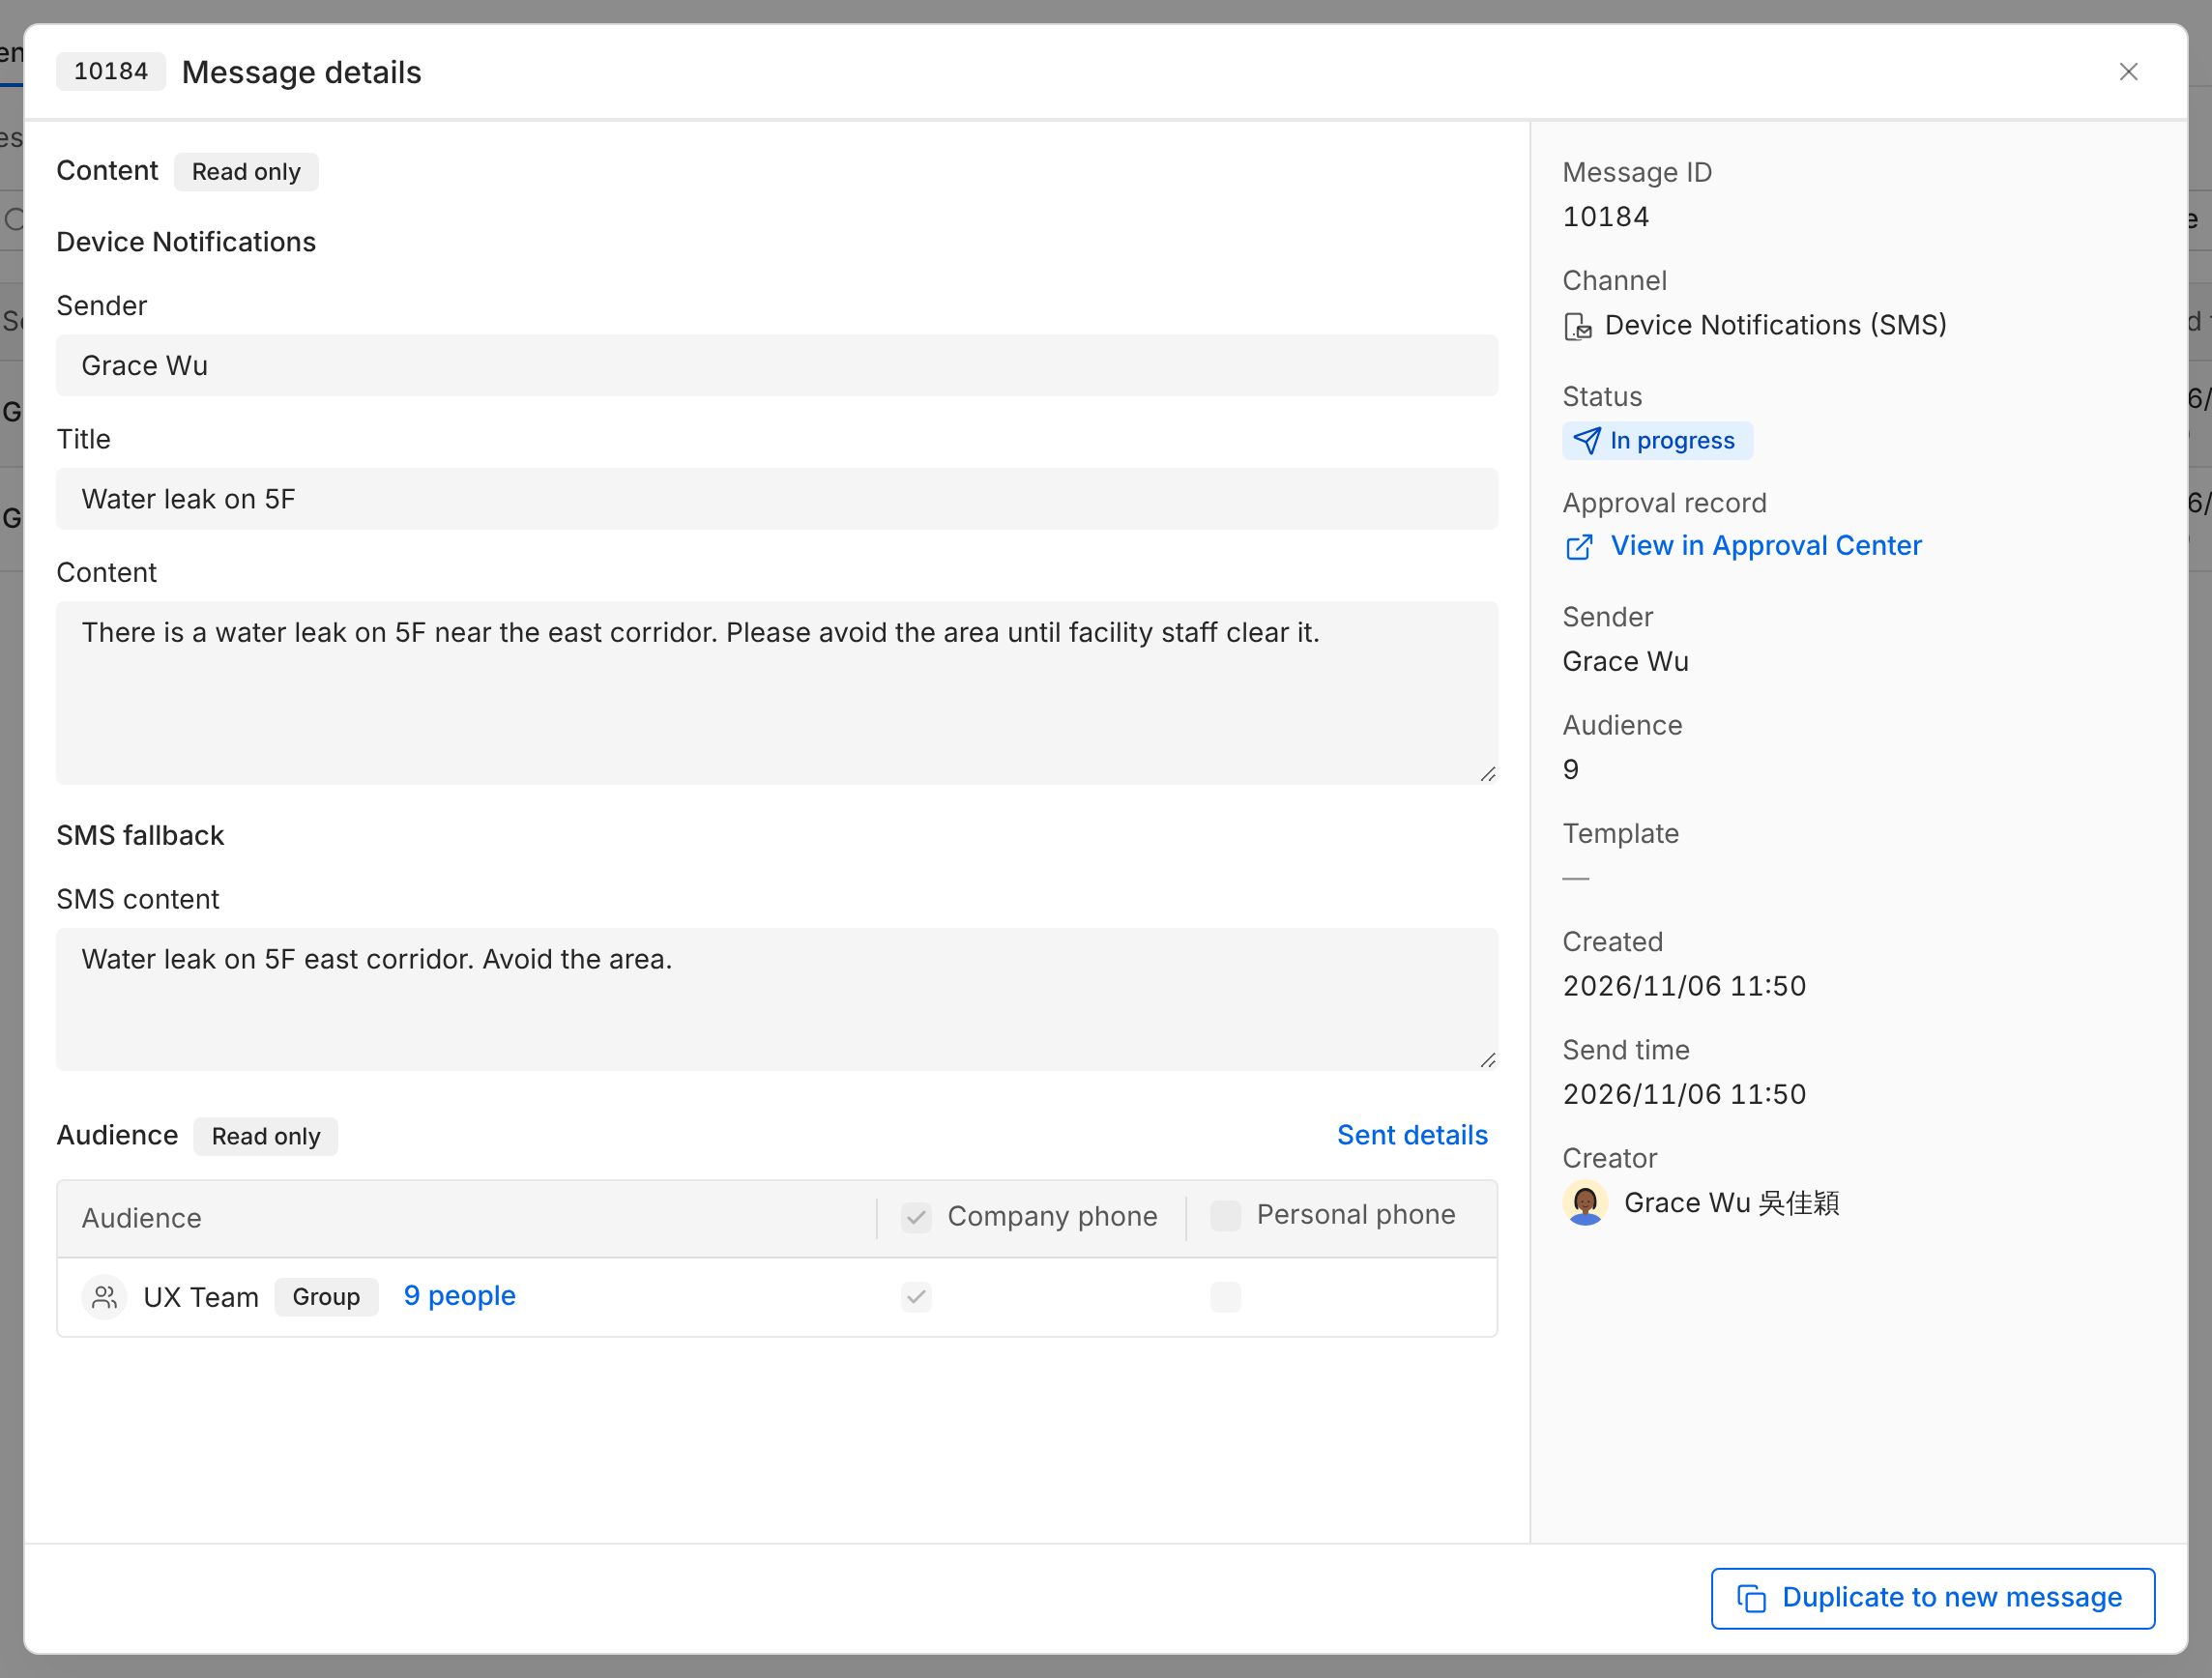 10184 Message details
Content Read only
Device Notifications
Sender
Grace Wu
Title
Water leak on 5F
Content
There is a water leak on 5F near the east corridor. Please avoid the area until facility staff clear it.
SMS fallback
SMS content
Water leak on 5F east corridor. Avoid the area.
Audience Read only Sent details
Audience Company phone Personal phone
UX Team Group 9 people
Message ID
10184
Channel
Device Notifications (SMS)
Status
In progress
Approval record
View in Approval Center
Sender
Grace Wu
Audience
9
Template
—
Created
2026/11/06 11:50
Send time
2026/11/06 11:50
Creator
Grace Wu 吳佳穎
Duplicate to new message